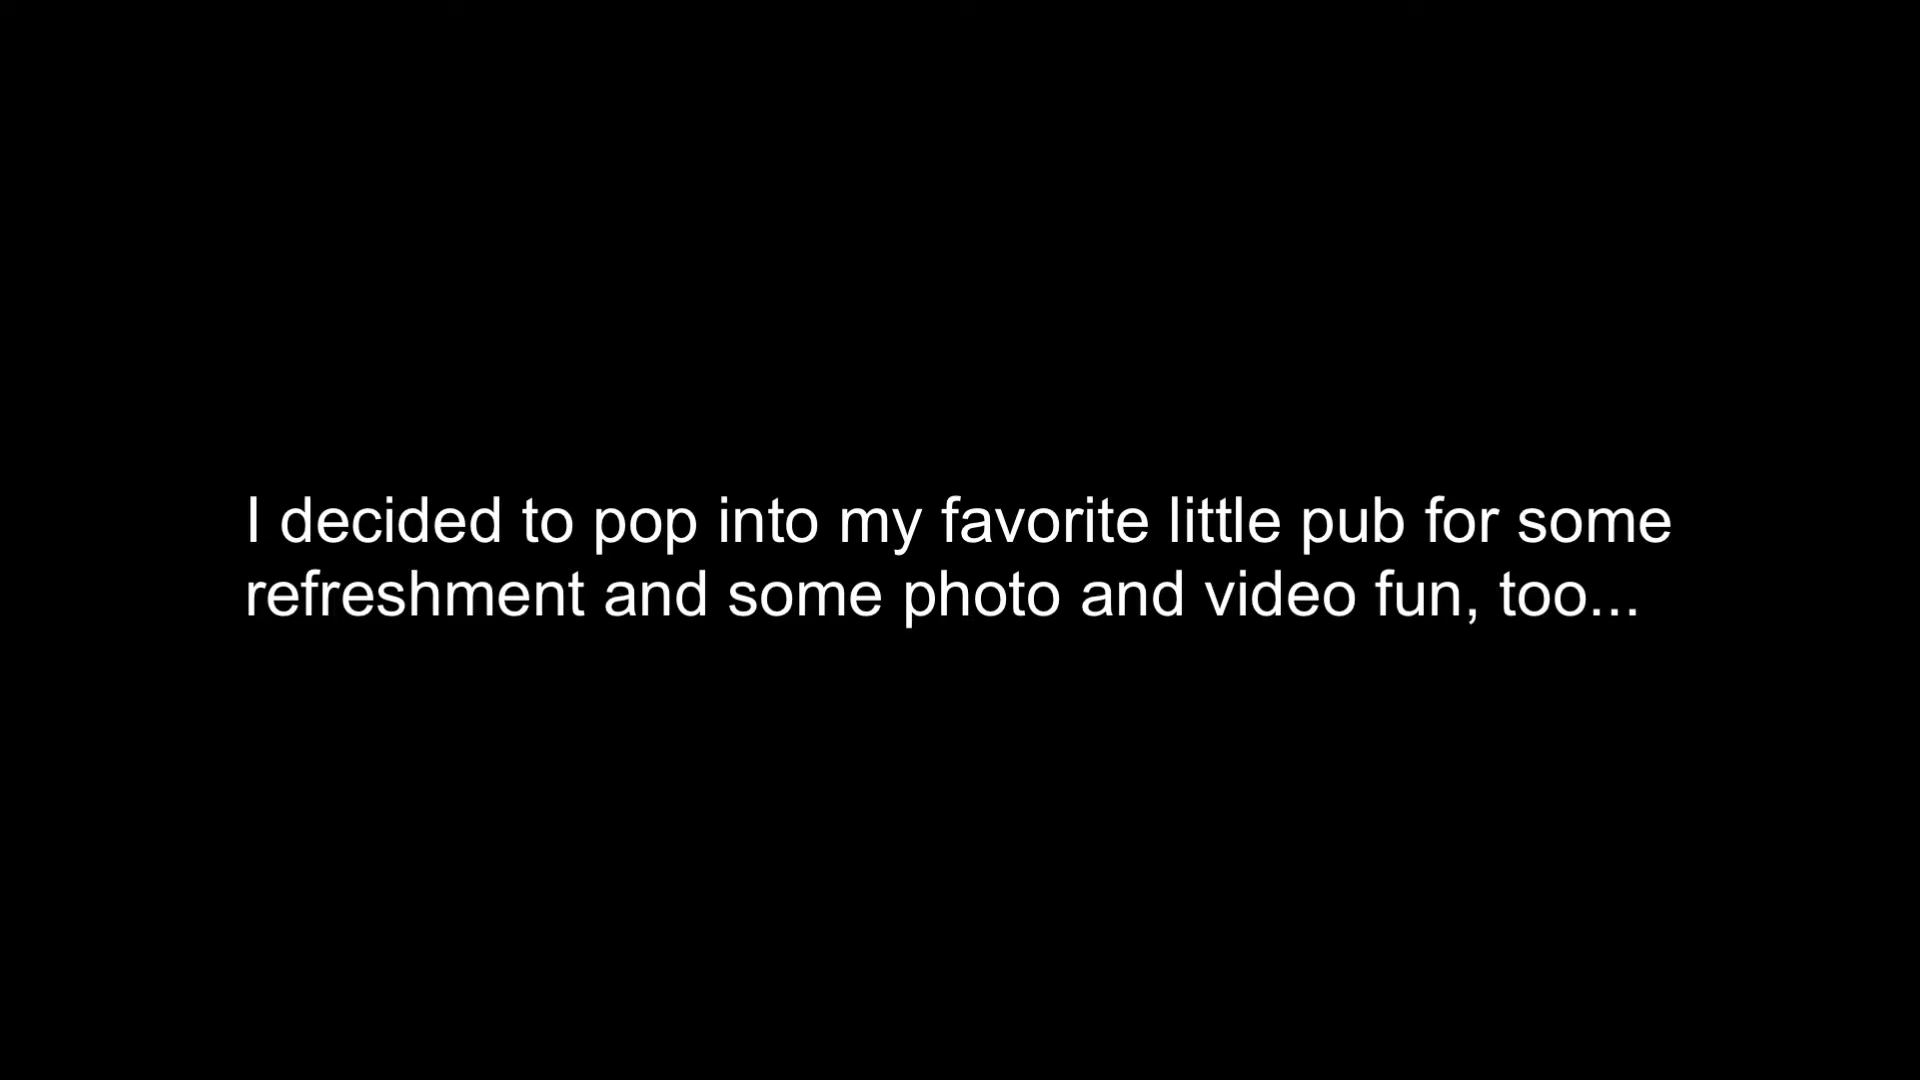 I decided to pop into my favorite little pub for some
refreshment and some photo and video fun, too...